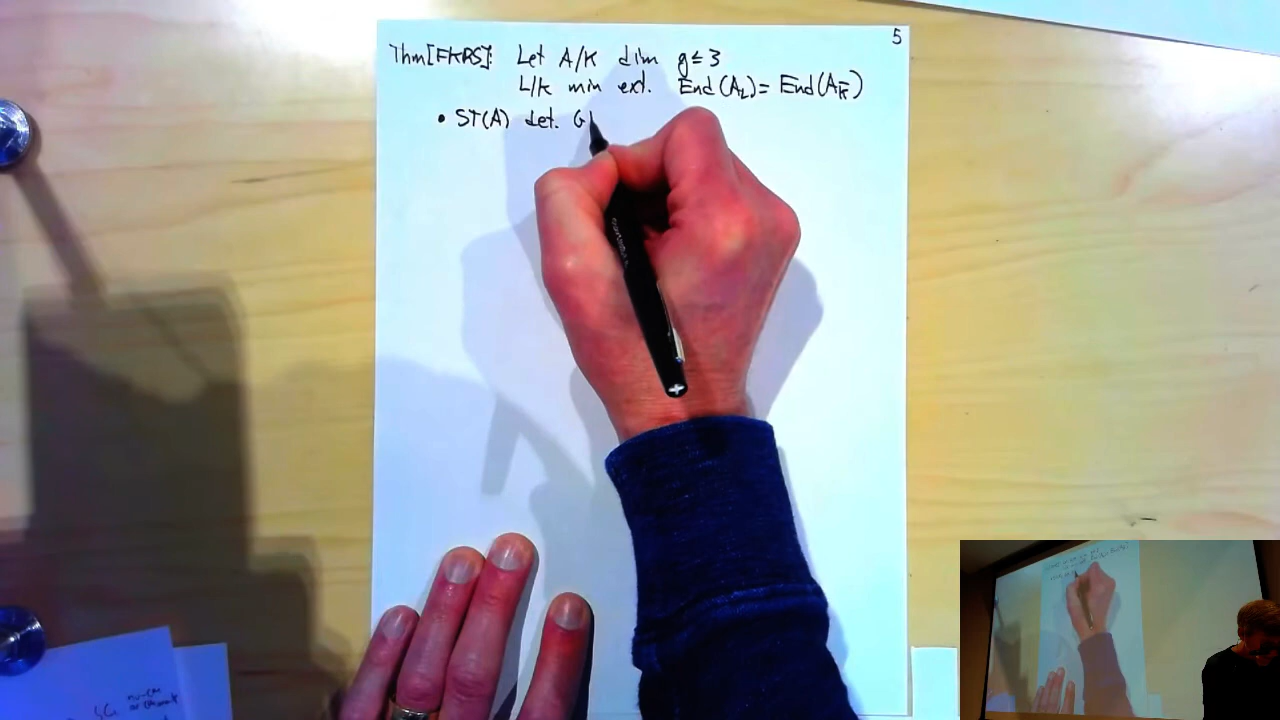 5
Thm[FKRS]: Let A/K dim g≤3
L/K min ext. End(A_L)= End(A_K̄)
• ST(A) det. G